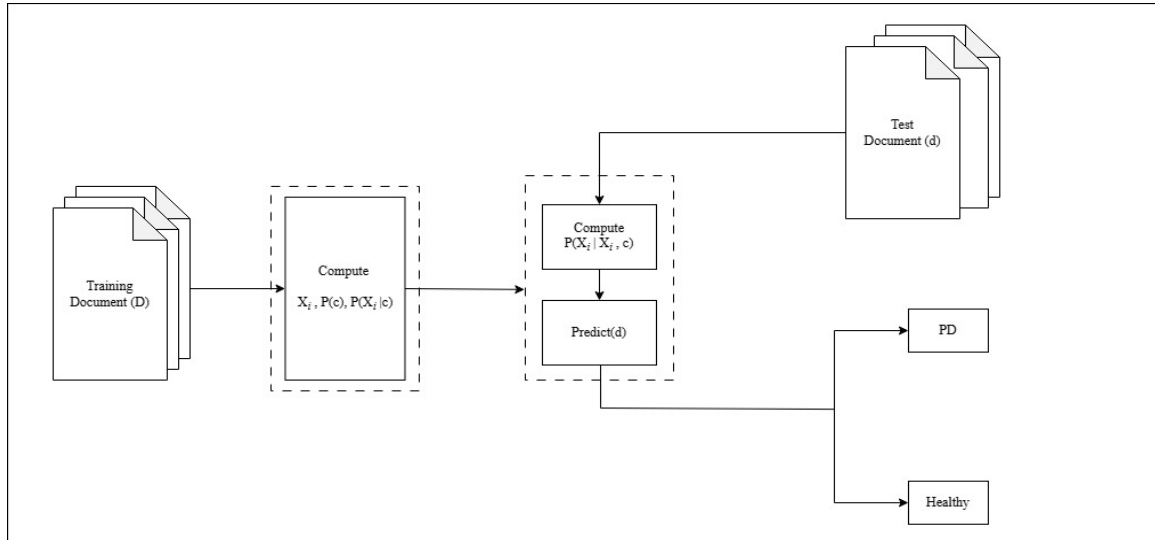 Test
Document (d)
Training
Document (D)
Compute
X𝑖 , P(c), P(X𝑖 |c)
Compute
P(X𝑖 | X𝑖 , c)
Predict(d)
PD
Healthy